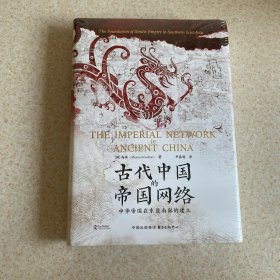 The Foundation of Sinitic Empire in Southern East Asia
THE IMPERIAL NETWORK
IN
ANCIENT CHINA
古代中国
的
帝国网络
中华帝国在东亚南部的建立